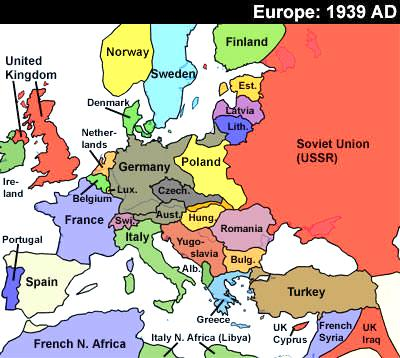 Europe: 1939 AD
Norway
Finland
United
Kingdom
Sweden
Est.
Denmark
Latvia
Lith.
Nether-
lands
Soviet Union
(USSR)
Germany
Poland
Ire-
land
Belgium
Lux.
Czech.
France
Swi.
Aust.
Hung.
Romania
Portugal
Italy
Yugo-
slavia
Bulg.
Spain
Alb.
Turkey
Greece
UK
Cyprus
French
Syria
UK
Iraq
French N. Africa
Italy N. Africa (Libya)